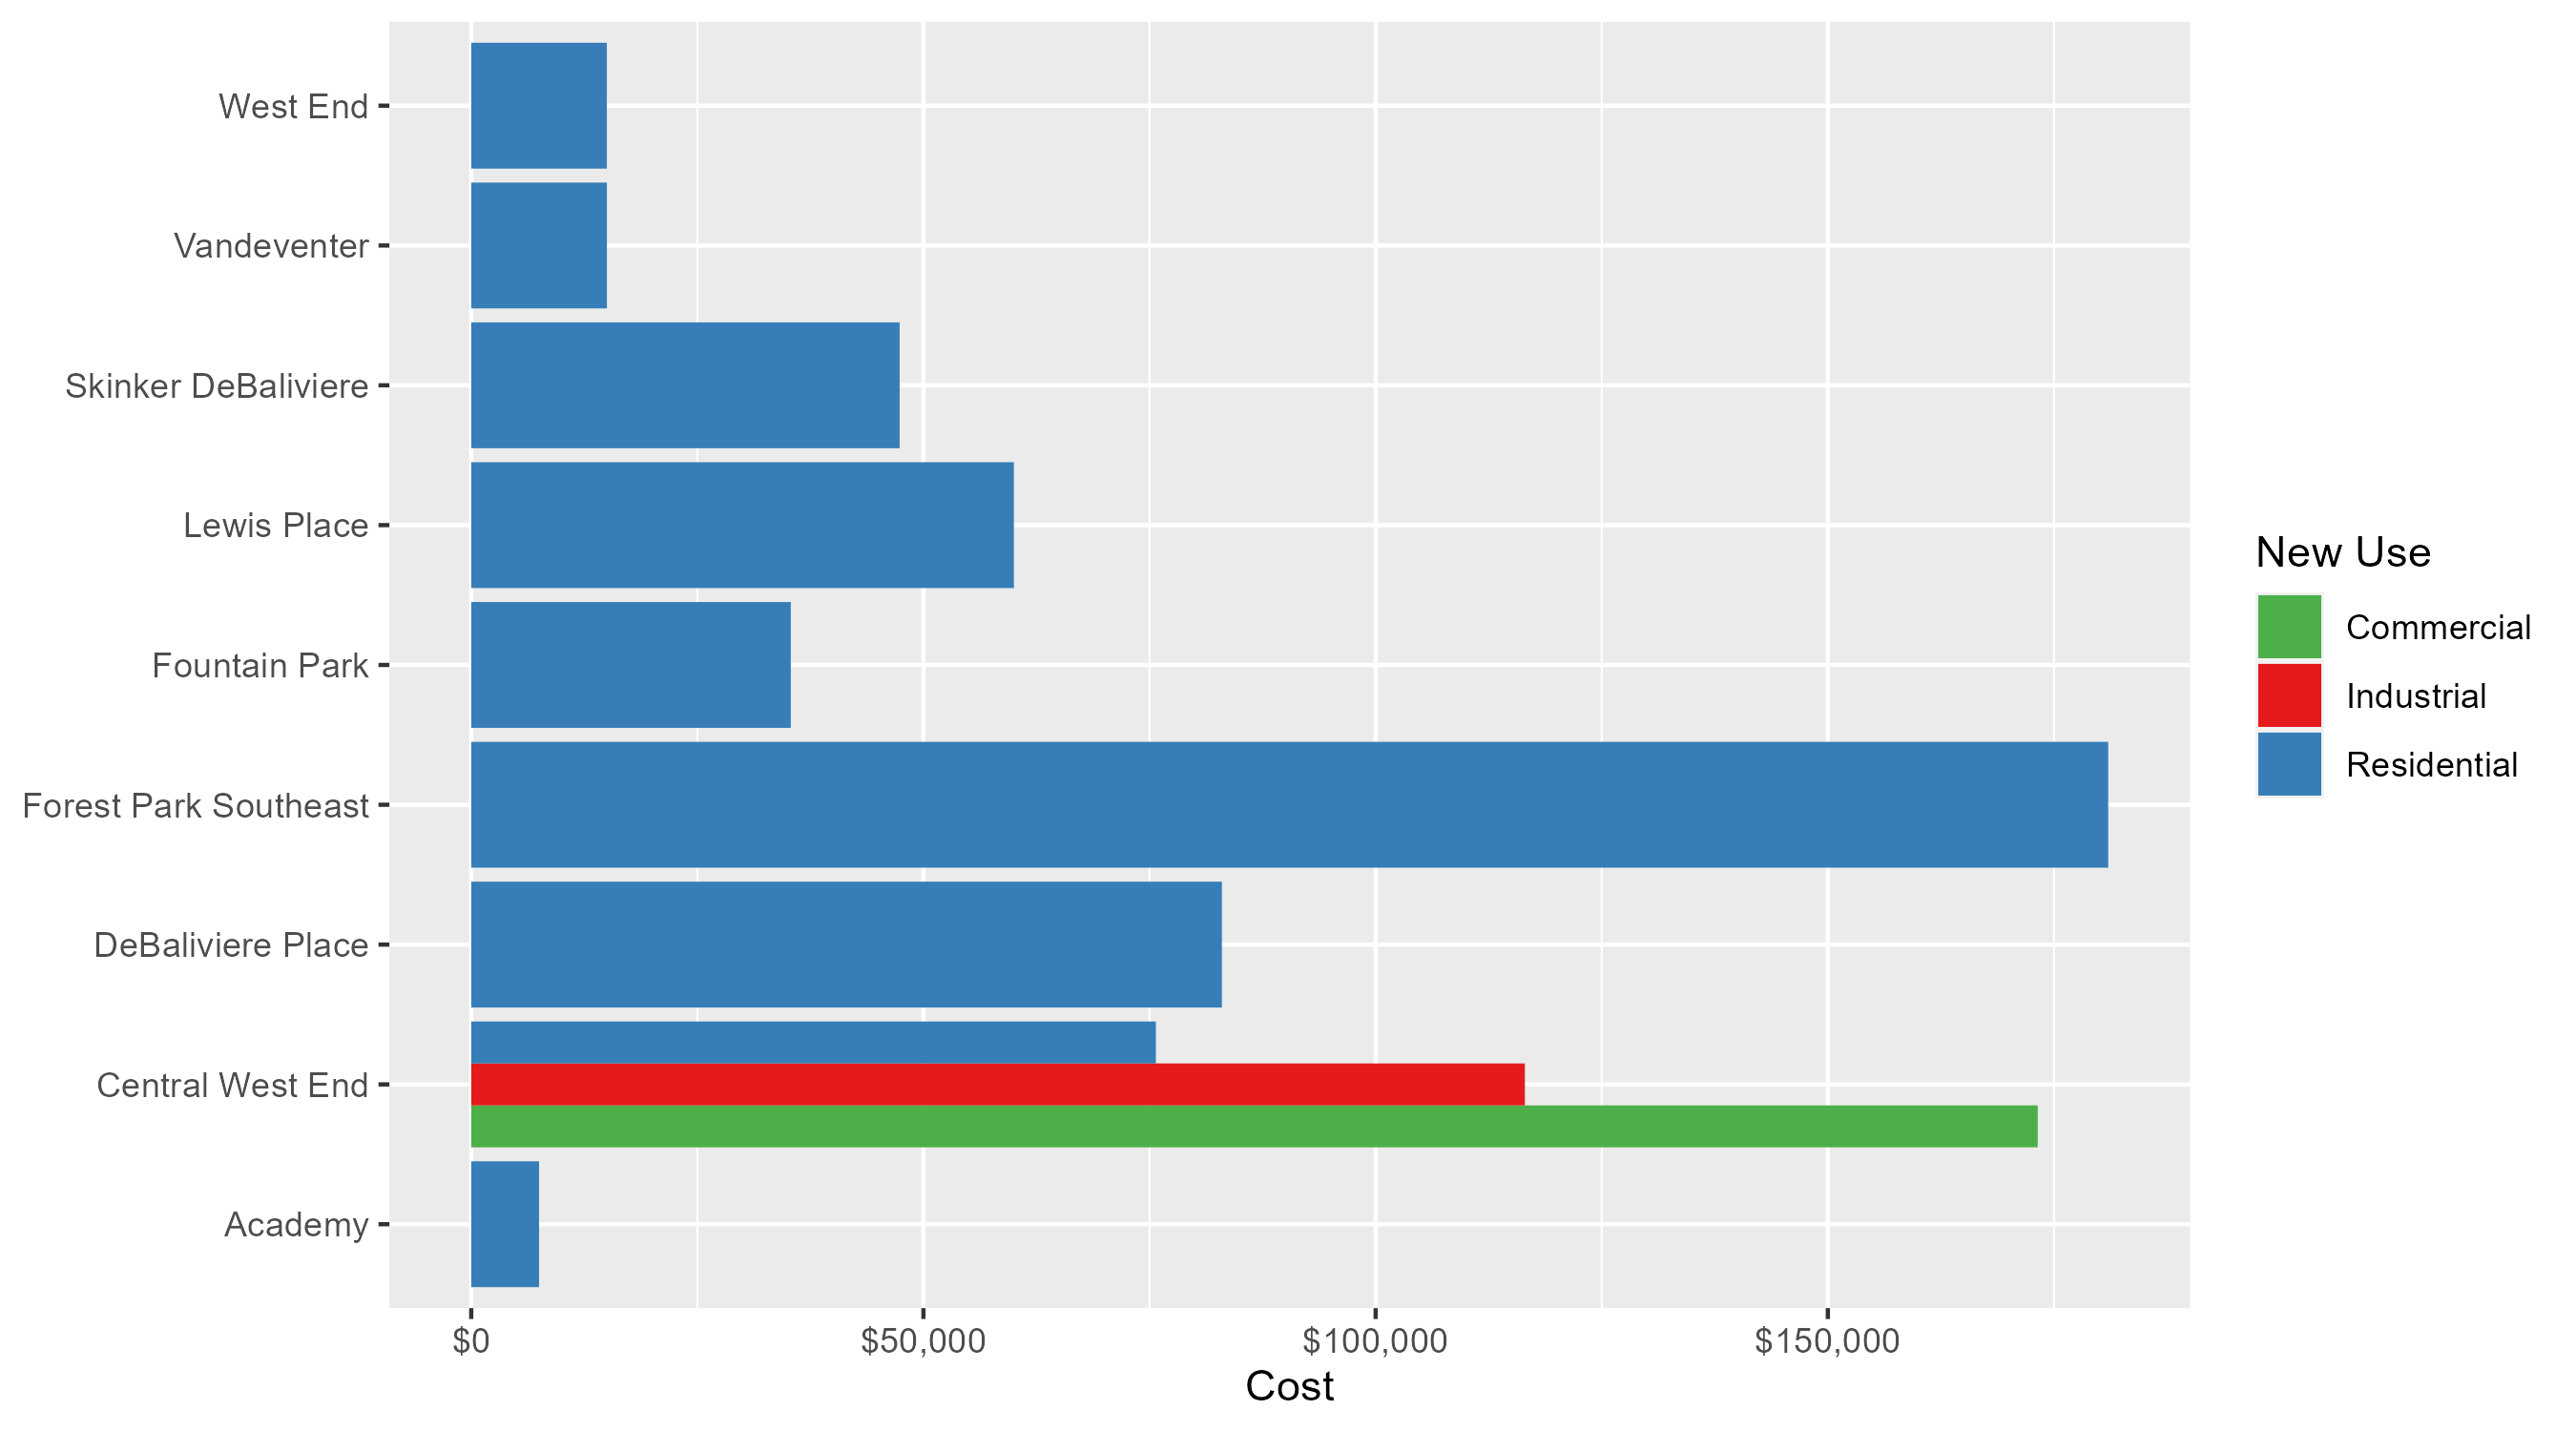 West End
Vandeventer
Skinker DeBaliviere
Lewis Place
Fountain Park
Forest Park Southeast
DeBaliviere Place
Central West End
Academy
$0 $50,000 $100,000 $150,000
Cost
New Use
Commercial
Industrial
Residential